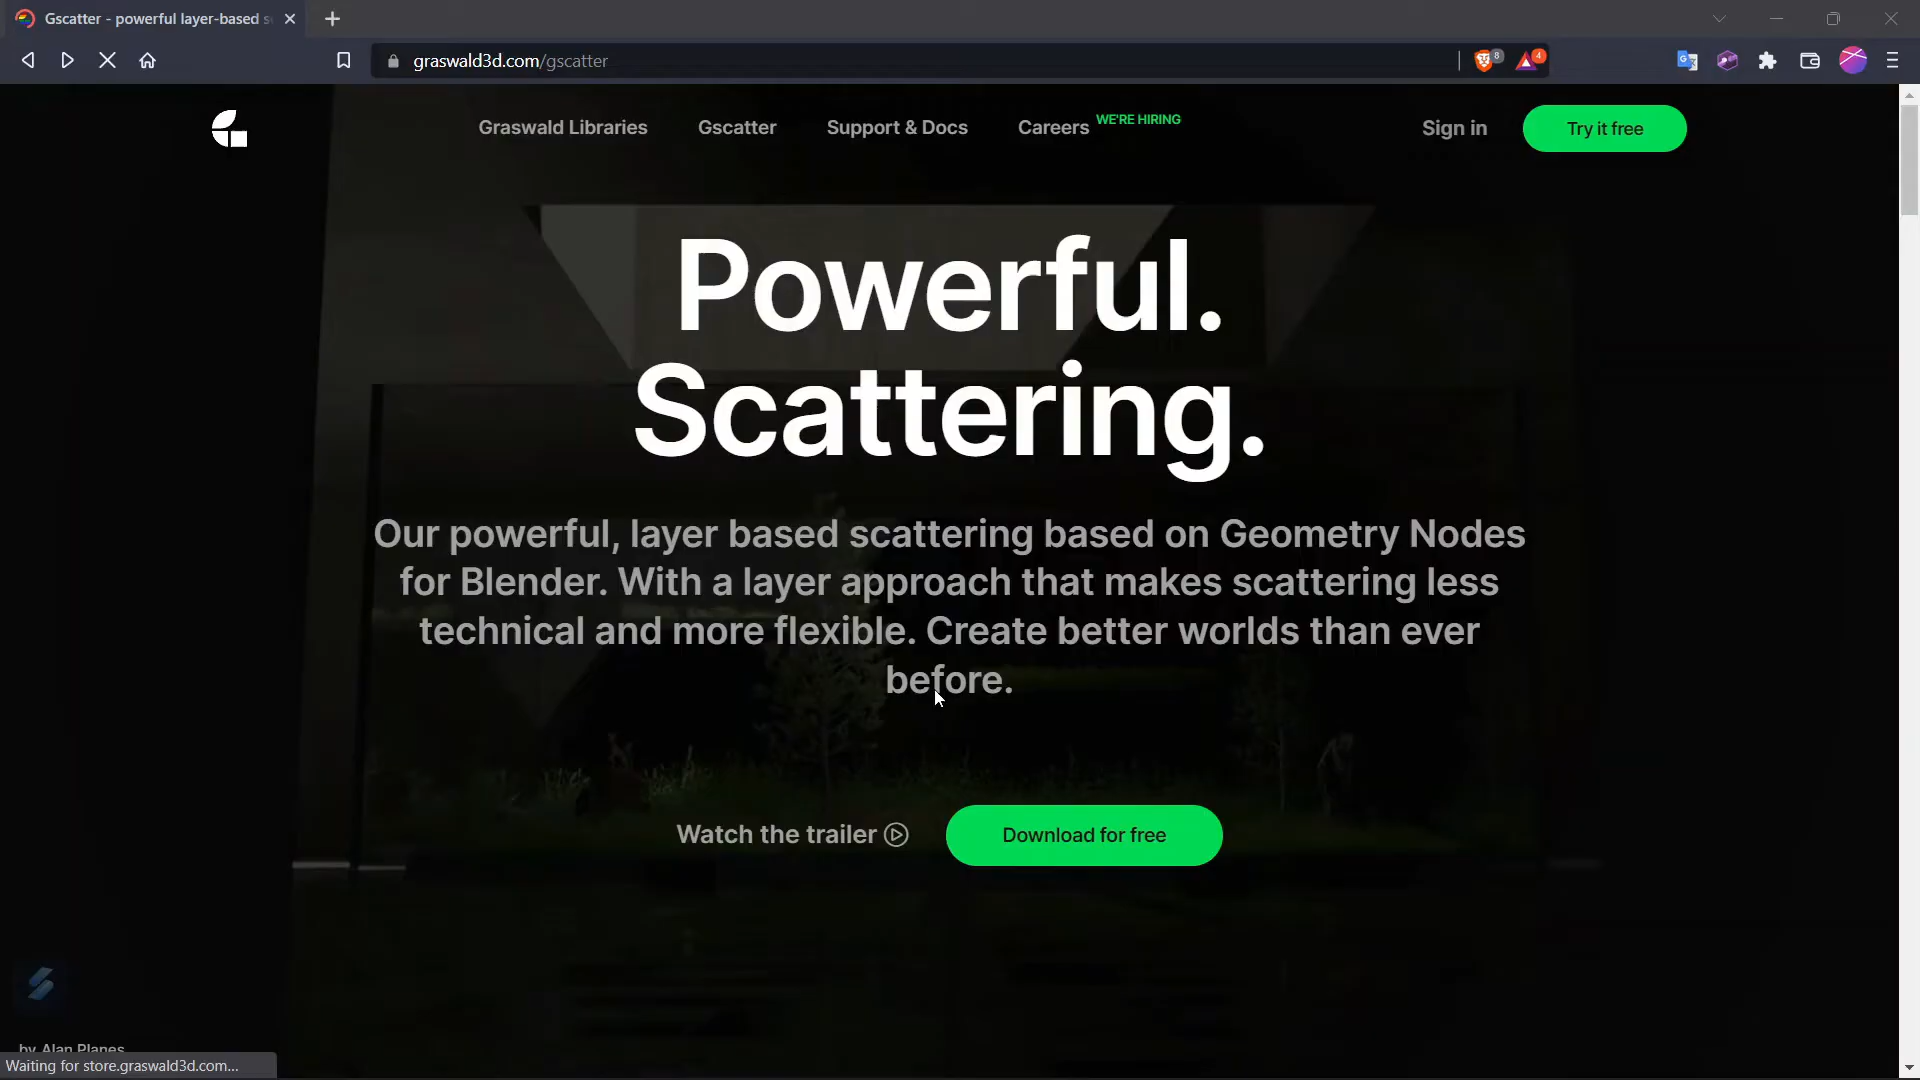 Gscatter - powerful layer-based s
graswald3d.com/gscatter
8
4
Graswald Libraries
Gscatter
Support & Docs
Careers WE'RE HIRING
Sign in
Try it free
Powerful.
Scattering.
Our powerful, layer based scattering based on Geometry Nodes
for Blender. With a layer approach that makes scattering less
technical and more flexible. Create better worlds than ever
before.
Watch the trailer
Download for free
by Alan Planes
Waiting for store.graswald3d.com...